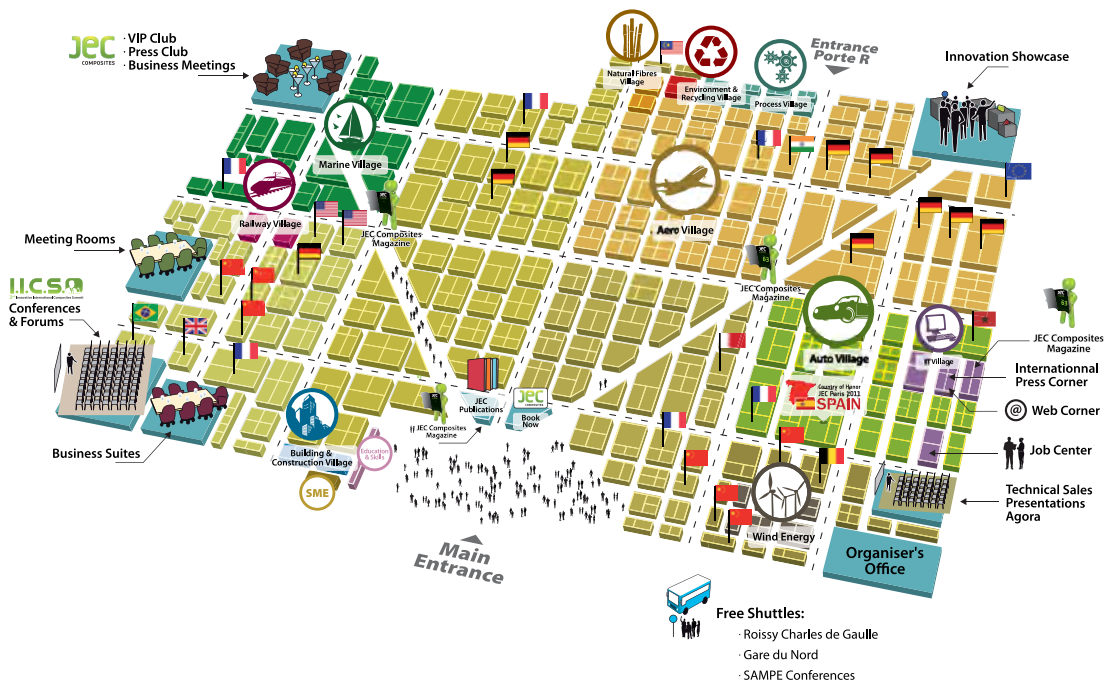 JEC
COMPOSITES
· VIP Club
· Press Club
· Business Meetings
Natural Fibres
Village
Environment &
Recycling Village
Process Village
Entrance
Porte R
Innovation Showcase
Marine Village
Railway Village
JEC Composites
Magazine
Aero Village
Meeting Rooms
I.I.C.S
Conferences
& Forums
JEC Composites
Magazine
Auto Village
IT Village
JEC Composites
Magazine
Internationnal
Press Corner
@ Web Corner
Job Center
Technical Sales
Presentations
Agora
Country of Honor
JEC Paris 2011
SPAIN
JEC
Publications
JEC
Book
Now
JEC Composites
Magazine
Business Suites
Building &
Construction Village
Education
& Skills
SME
Wind Energy
Organiser's
Office
Main
Entrance
Free Shuttles:
· Roissy Charles de Gaulle
· Gare du Nord
· SAMPE Conferences